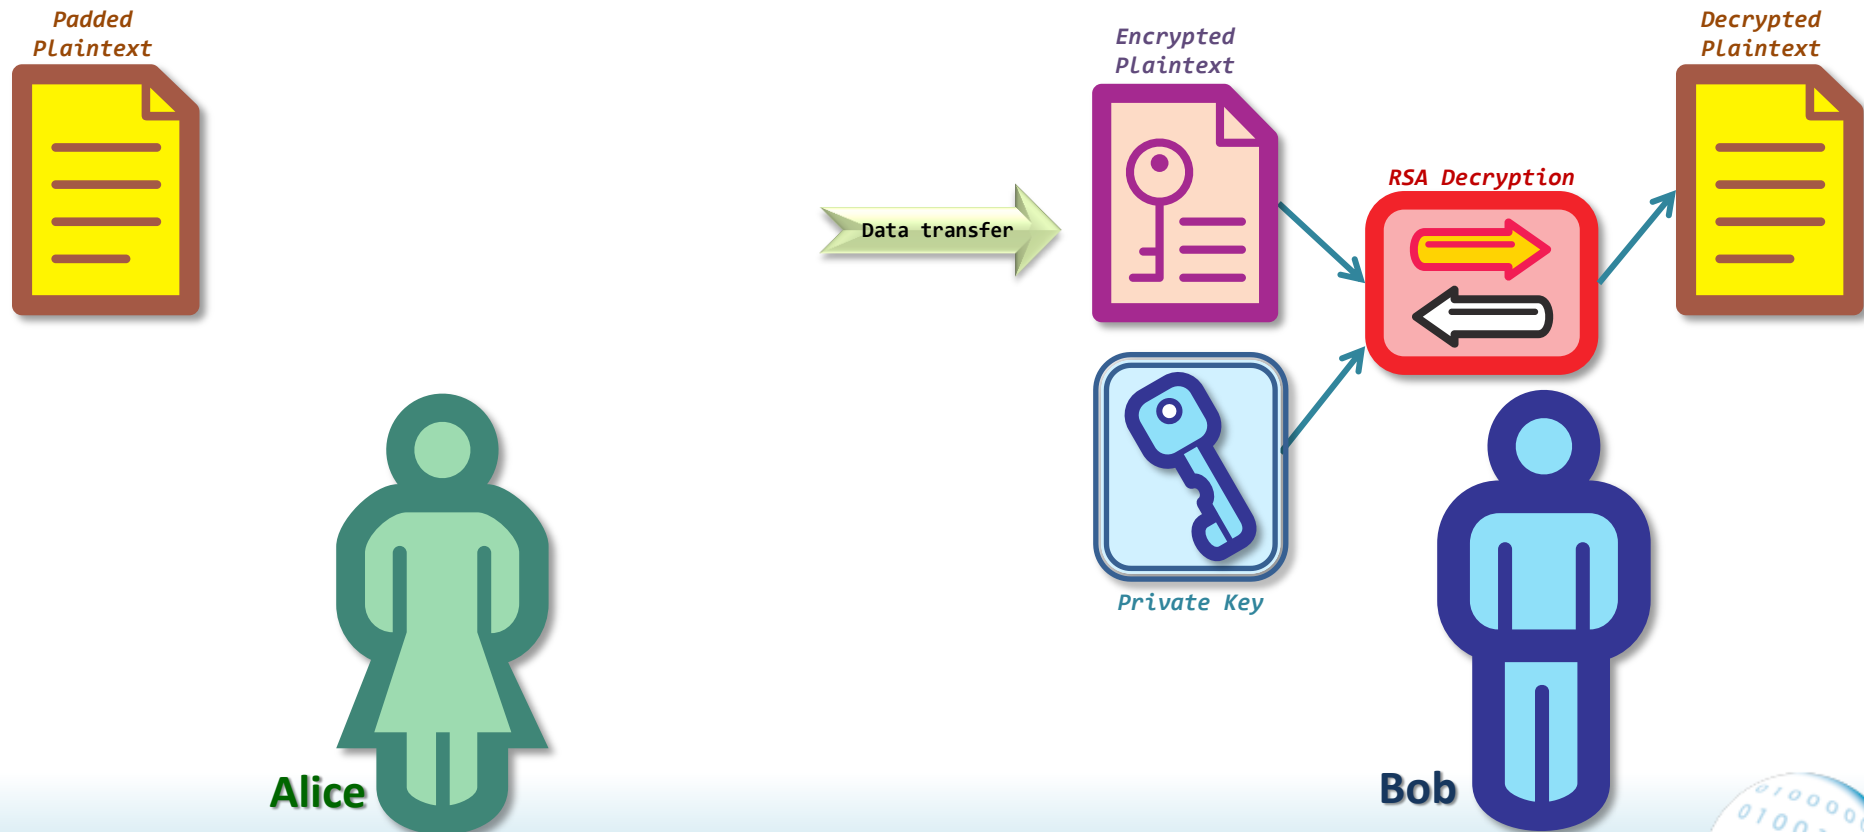 Padded
Plaintext
Encrypted
Plaintext
Decrypted
Plaintext
RSA Decryption
Data transfer
Private Key
Alice
Bob